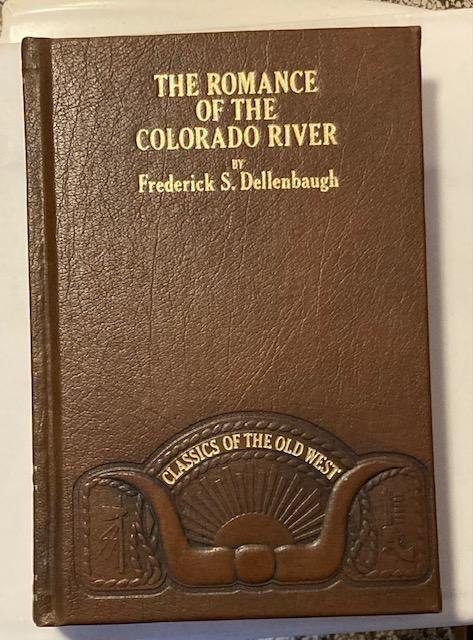 THE ROMANCE
OF THE
COLORADO RIVER
BY
Frederick S. Dellenbaugh
CLASSICS OF THE OLD WEST